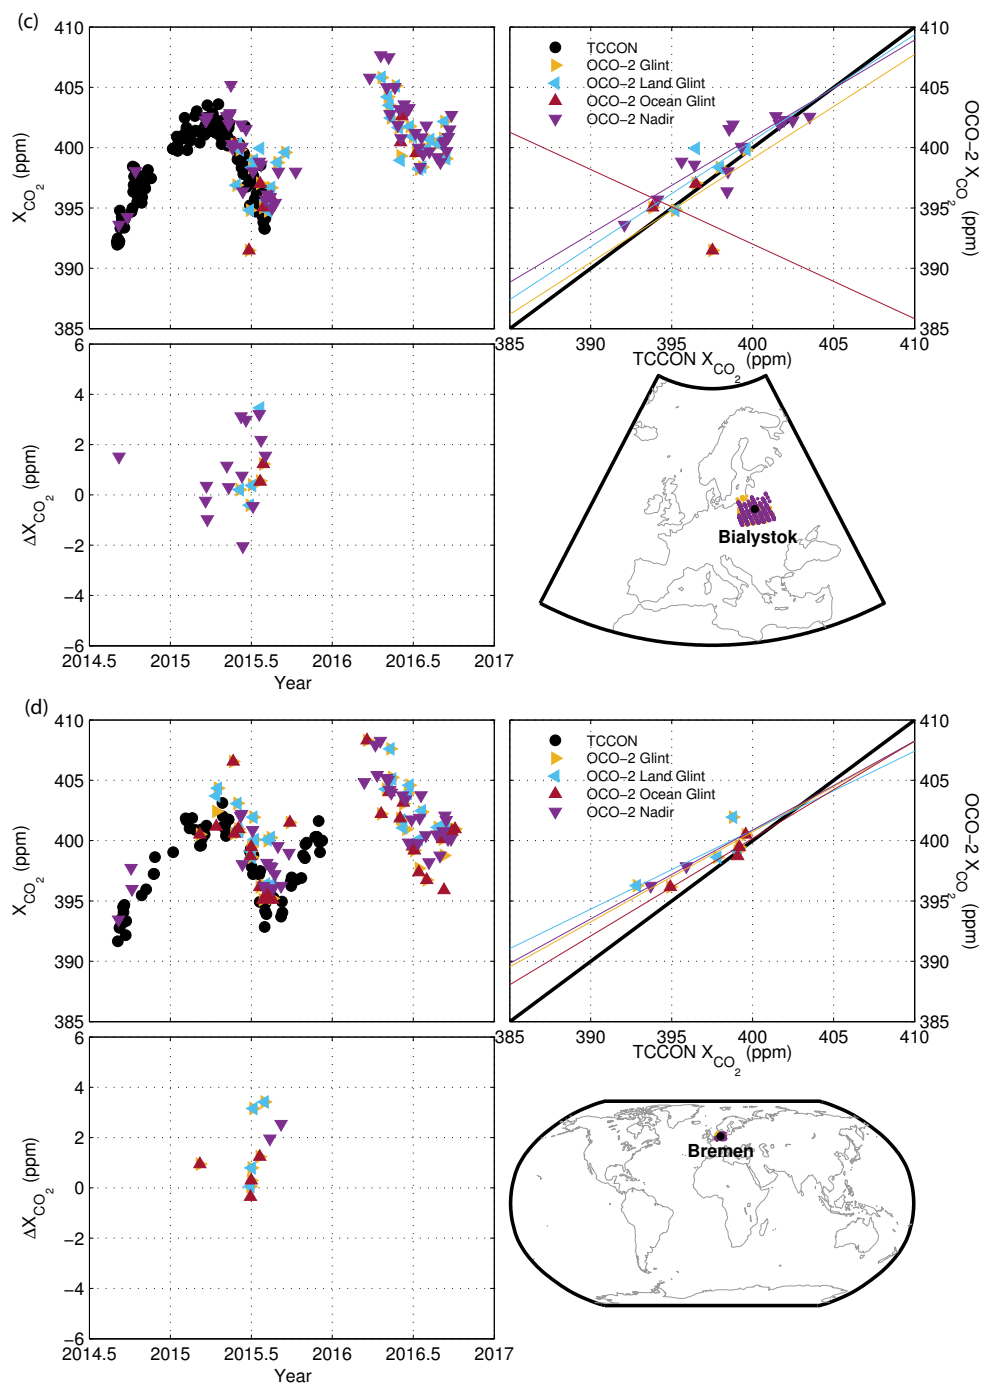 (c)
410
405
400
395
390
385
X_CO2 (ppm)
TCCON
OCO−2 Glint
OCO−2 Land Glint
OCO−2 Ocean Glint
OCO−2 Nadir
410
405
400
395
390
385
OCO−2 X_CO2 (ppm)
385 390 395 400 405 410
TCCON X_CO2 (ppm)
6
4
2
0
−2
−4
−6
ΔX_CO2 (ppm)
2014.5 2015 2015.5 2016 2016.5 2017
Year
Bialystok
(d)
410
405
400
395
390
385
X_CO2 (ppm)
TCCON
OCO−2 Glint
OCO−2 Land Glint
OCO−2 Ocean Glint
OCO−2 Nadir
410
405
400
395
390
385
OCO−2 X_CO2 (ppm)
385 390 395 400 405 410
TCCON X_CO2 (ppm)
6
4
2
0
−2
−4
−6
ΔX_CO2 (ppm)
2014.5 2015 2015.5 2016 2016.5 2017
Year
Bremen